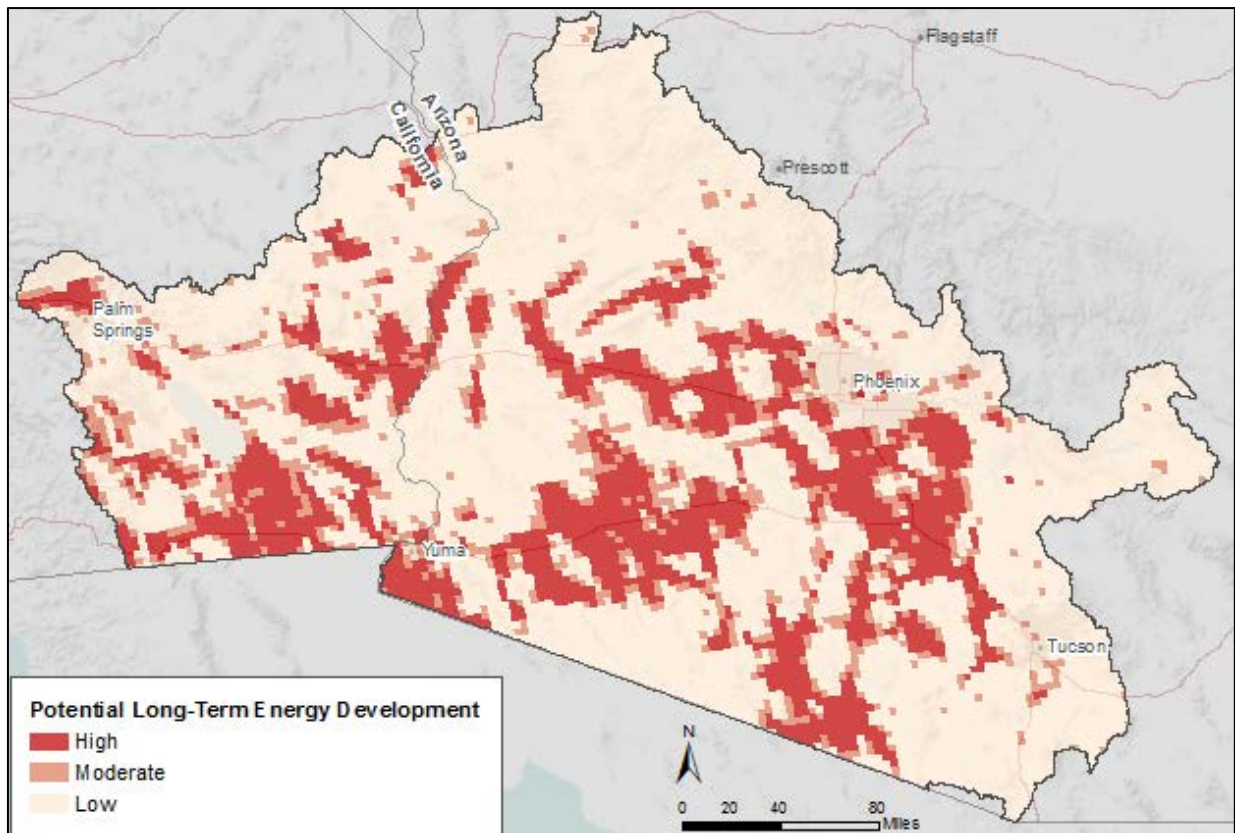 Flagstaff
Arizona
California
Prescott
Palm
Springs
Phoenix
Yuma
Tucson
Potential Long-Term Energy Development
High
Moderate
Low
N
0 20 40 80
Miles